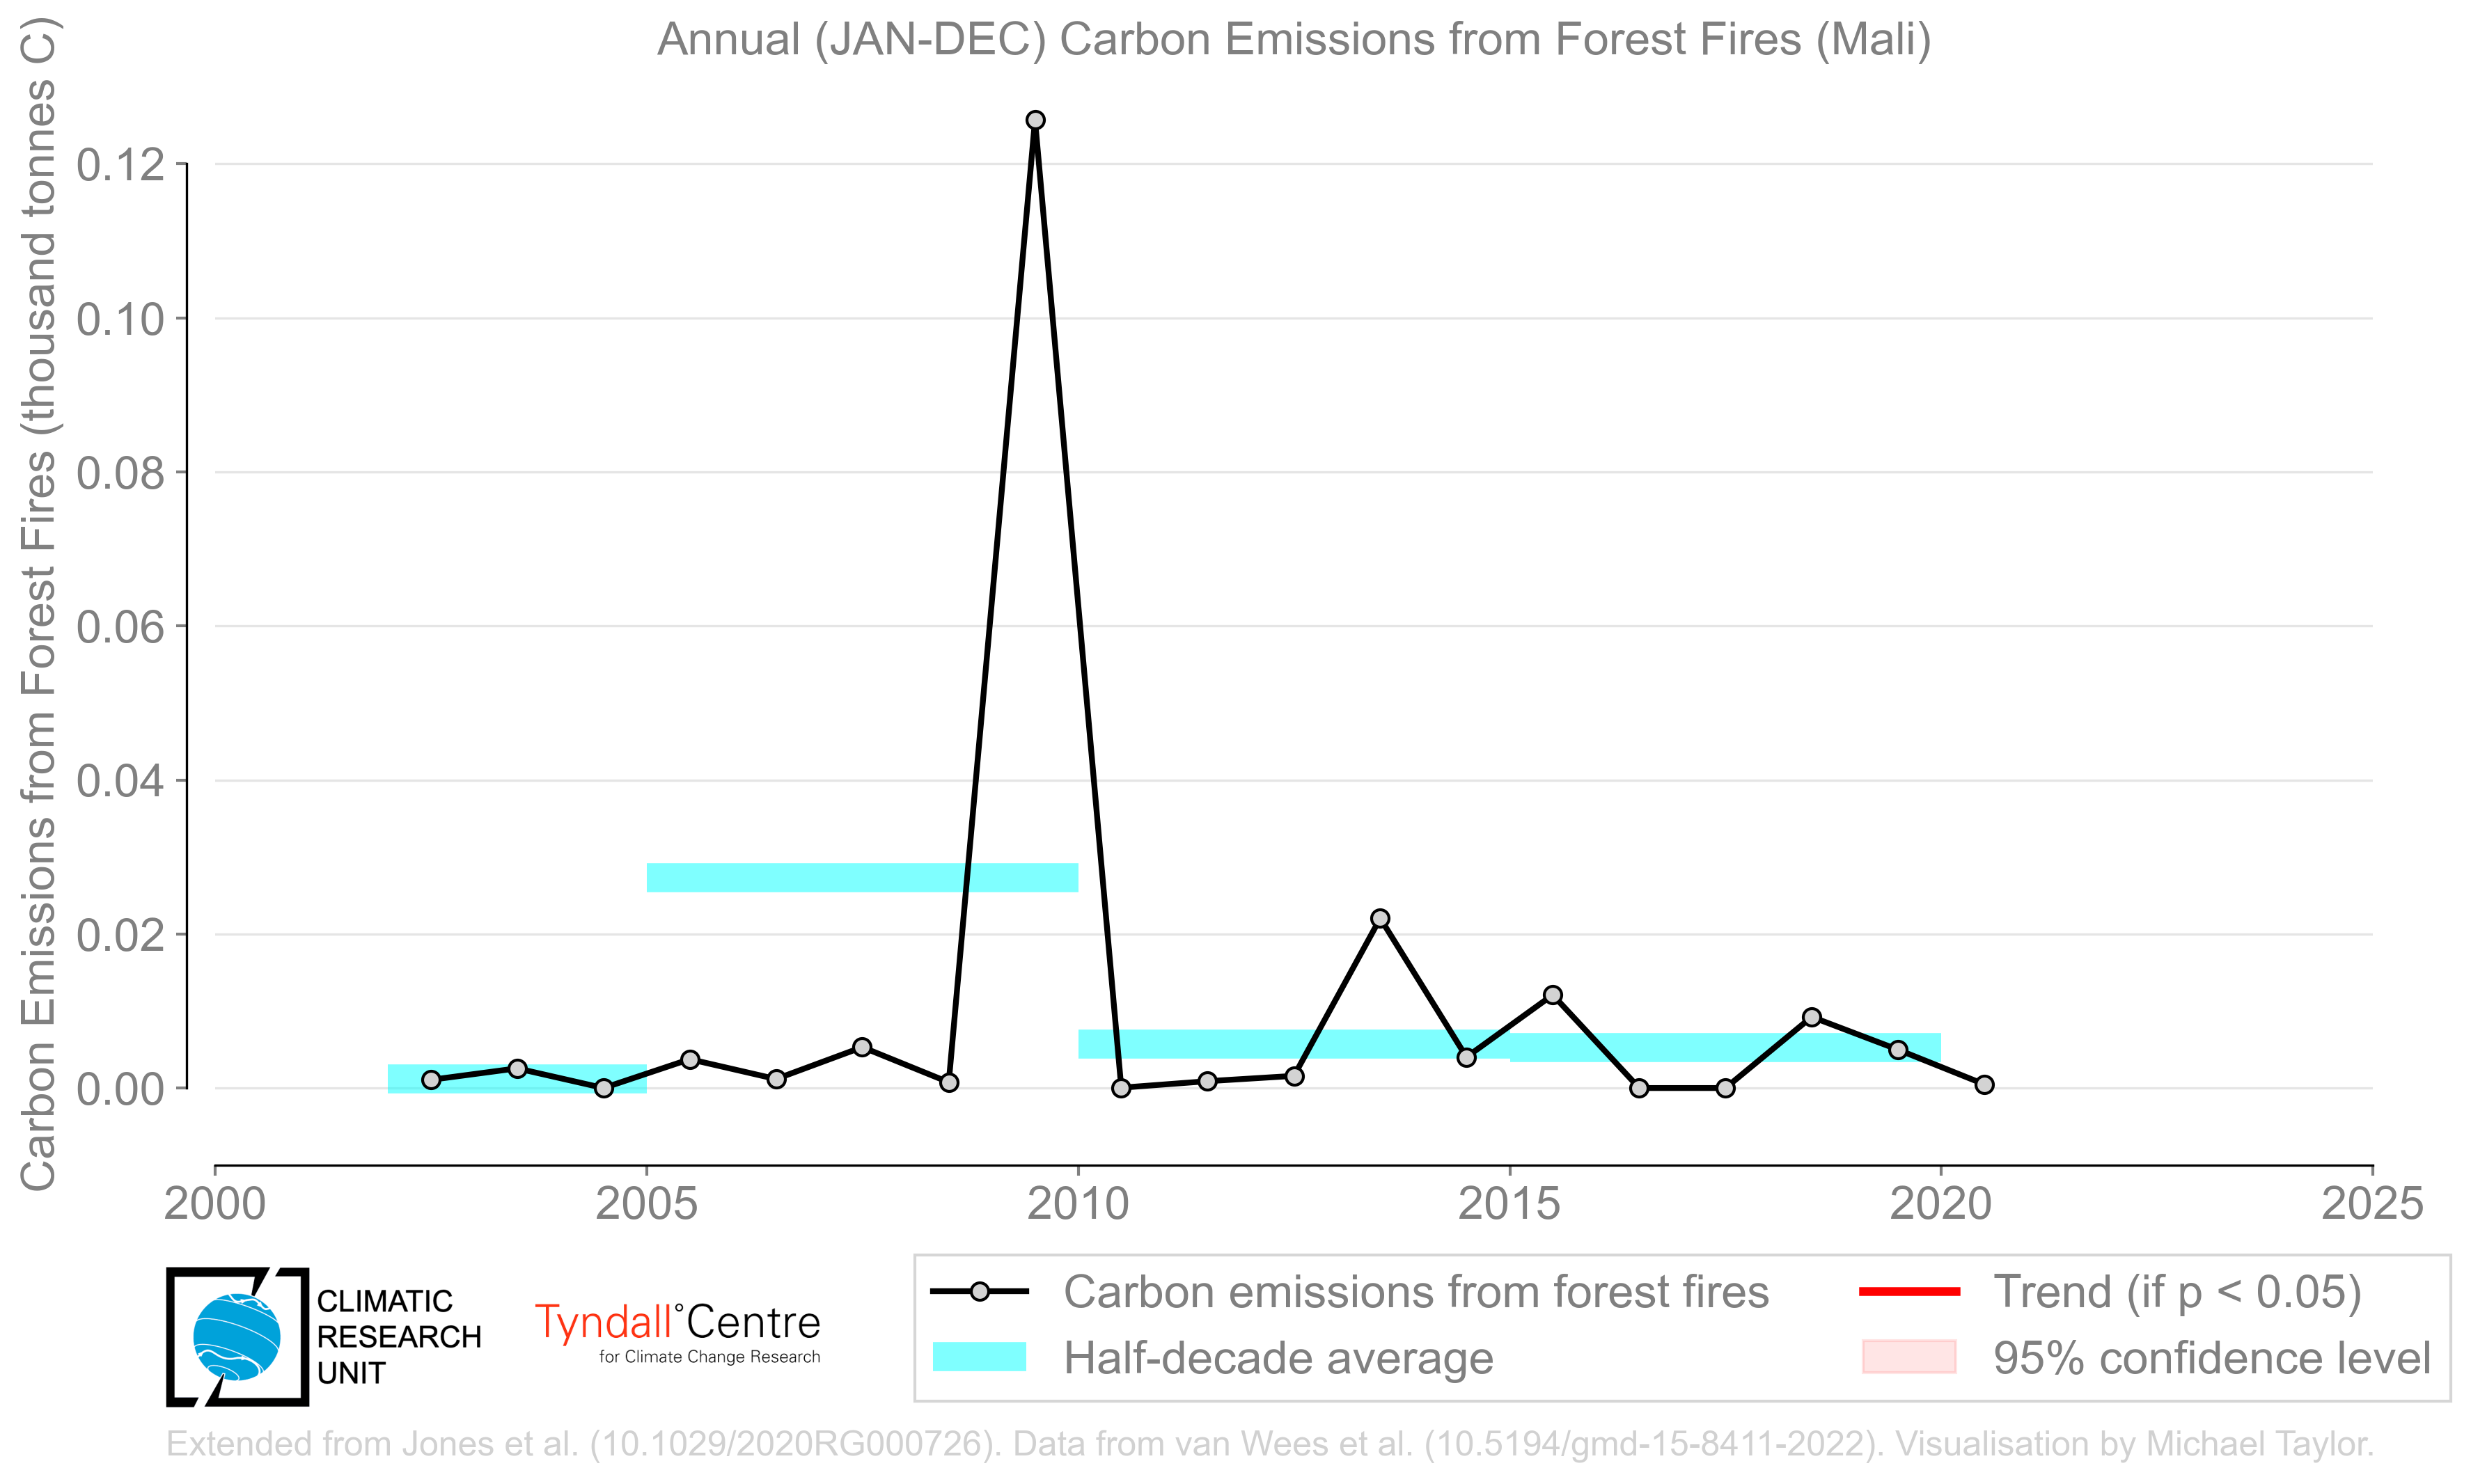 Annual (JAN-DEC) Carbon Emissions from Forest Fires (Mali)
Carbon Emissions from Forest Fires (thousand tonnes C)
0.12
0.10
0.08
0.06
0.04
0.02
0.00
2000 2005 2010 2015 2020 2025
CLIMATIC
RESEARCH
UNIT
Tyndall°Centre
for Climate Change Research
Carbon emissions from forest fires
Half-decade average
Trend (if p < 0.05)
95% confidence level
Extended from Jones et al. (10.1029/2020RG000726). Data from van Wees et al. (10.5194/gmd-15-8411-2022). Visualisation by Michael Taylor.